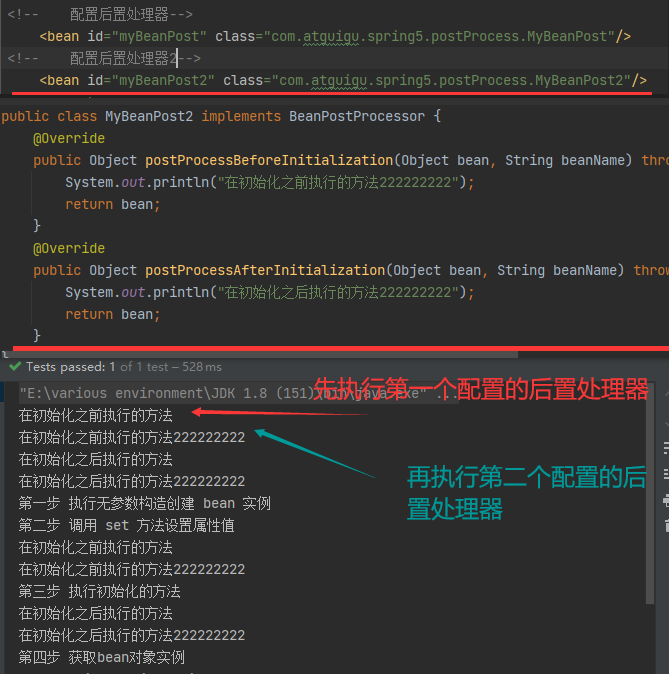 <!--    配置后置处理器-->
<bean id="myBeanPost" class="com.atguigu.spring5.postProcess.MyBeanPost"/>
<!--    配置后置处理器2-->
<bean id="myBeanPost2" class="com.atguigu.spring5.postProcess.MyBeanPost2"/>
public class MyBeanPost2 implements BeanPostProcessor {
@Override
public Object postProcessBeforeInitialization(Object bean, String beanName) thro
System.out.println("在初始化之前执行的方法222222222");
return bean;
}
@Override
public Object postProcessAfterInitialization(Object bean, String beanName) throw
System.out.println("在初始化之后执行的方法222222222");
return bean;
}
Tests passed: 1 of 1 test – 528 ms
"E:\various environment\JDK 1.8 (151)\bin\java.exe" ...
先执行第一个配置的后置处理器
在初始化之前执行的方法
在初始化之前执行的方法222222222
在初始化之后执行的方法
在初始化之后执行的方法222222222
再执行第二个配置的后
置处理器
第一步 执行无参数构造创建 bean 实例
第二步 调用 set 方法设置属性值
在初始化之前执行的方法
在初始化之前执行的方法222222222
第三步 执行初始化的方法
在初始化之后执行的方法
在初始化之后执行的方法222222222
第四步 获取bean对象实例